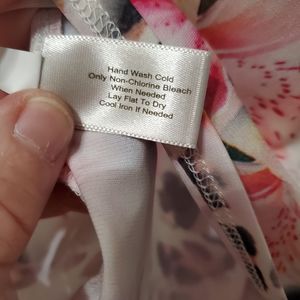 Hand Wash Cold
Only Non-Chlorine Bleach
When Needed
Lay Flat To Dry
Cool Iron If Needed